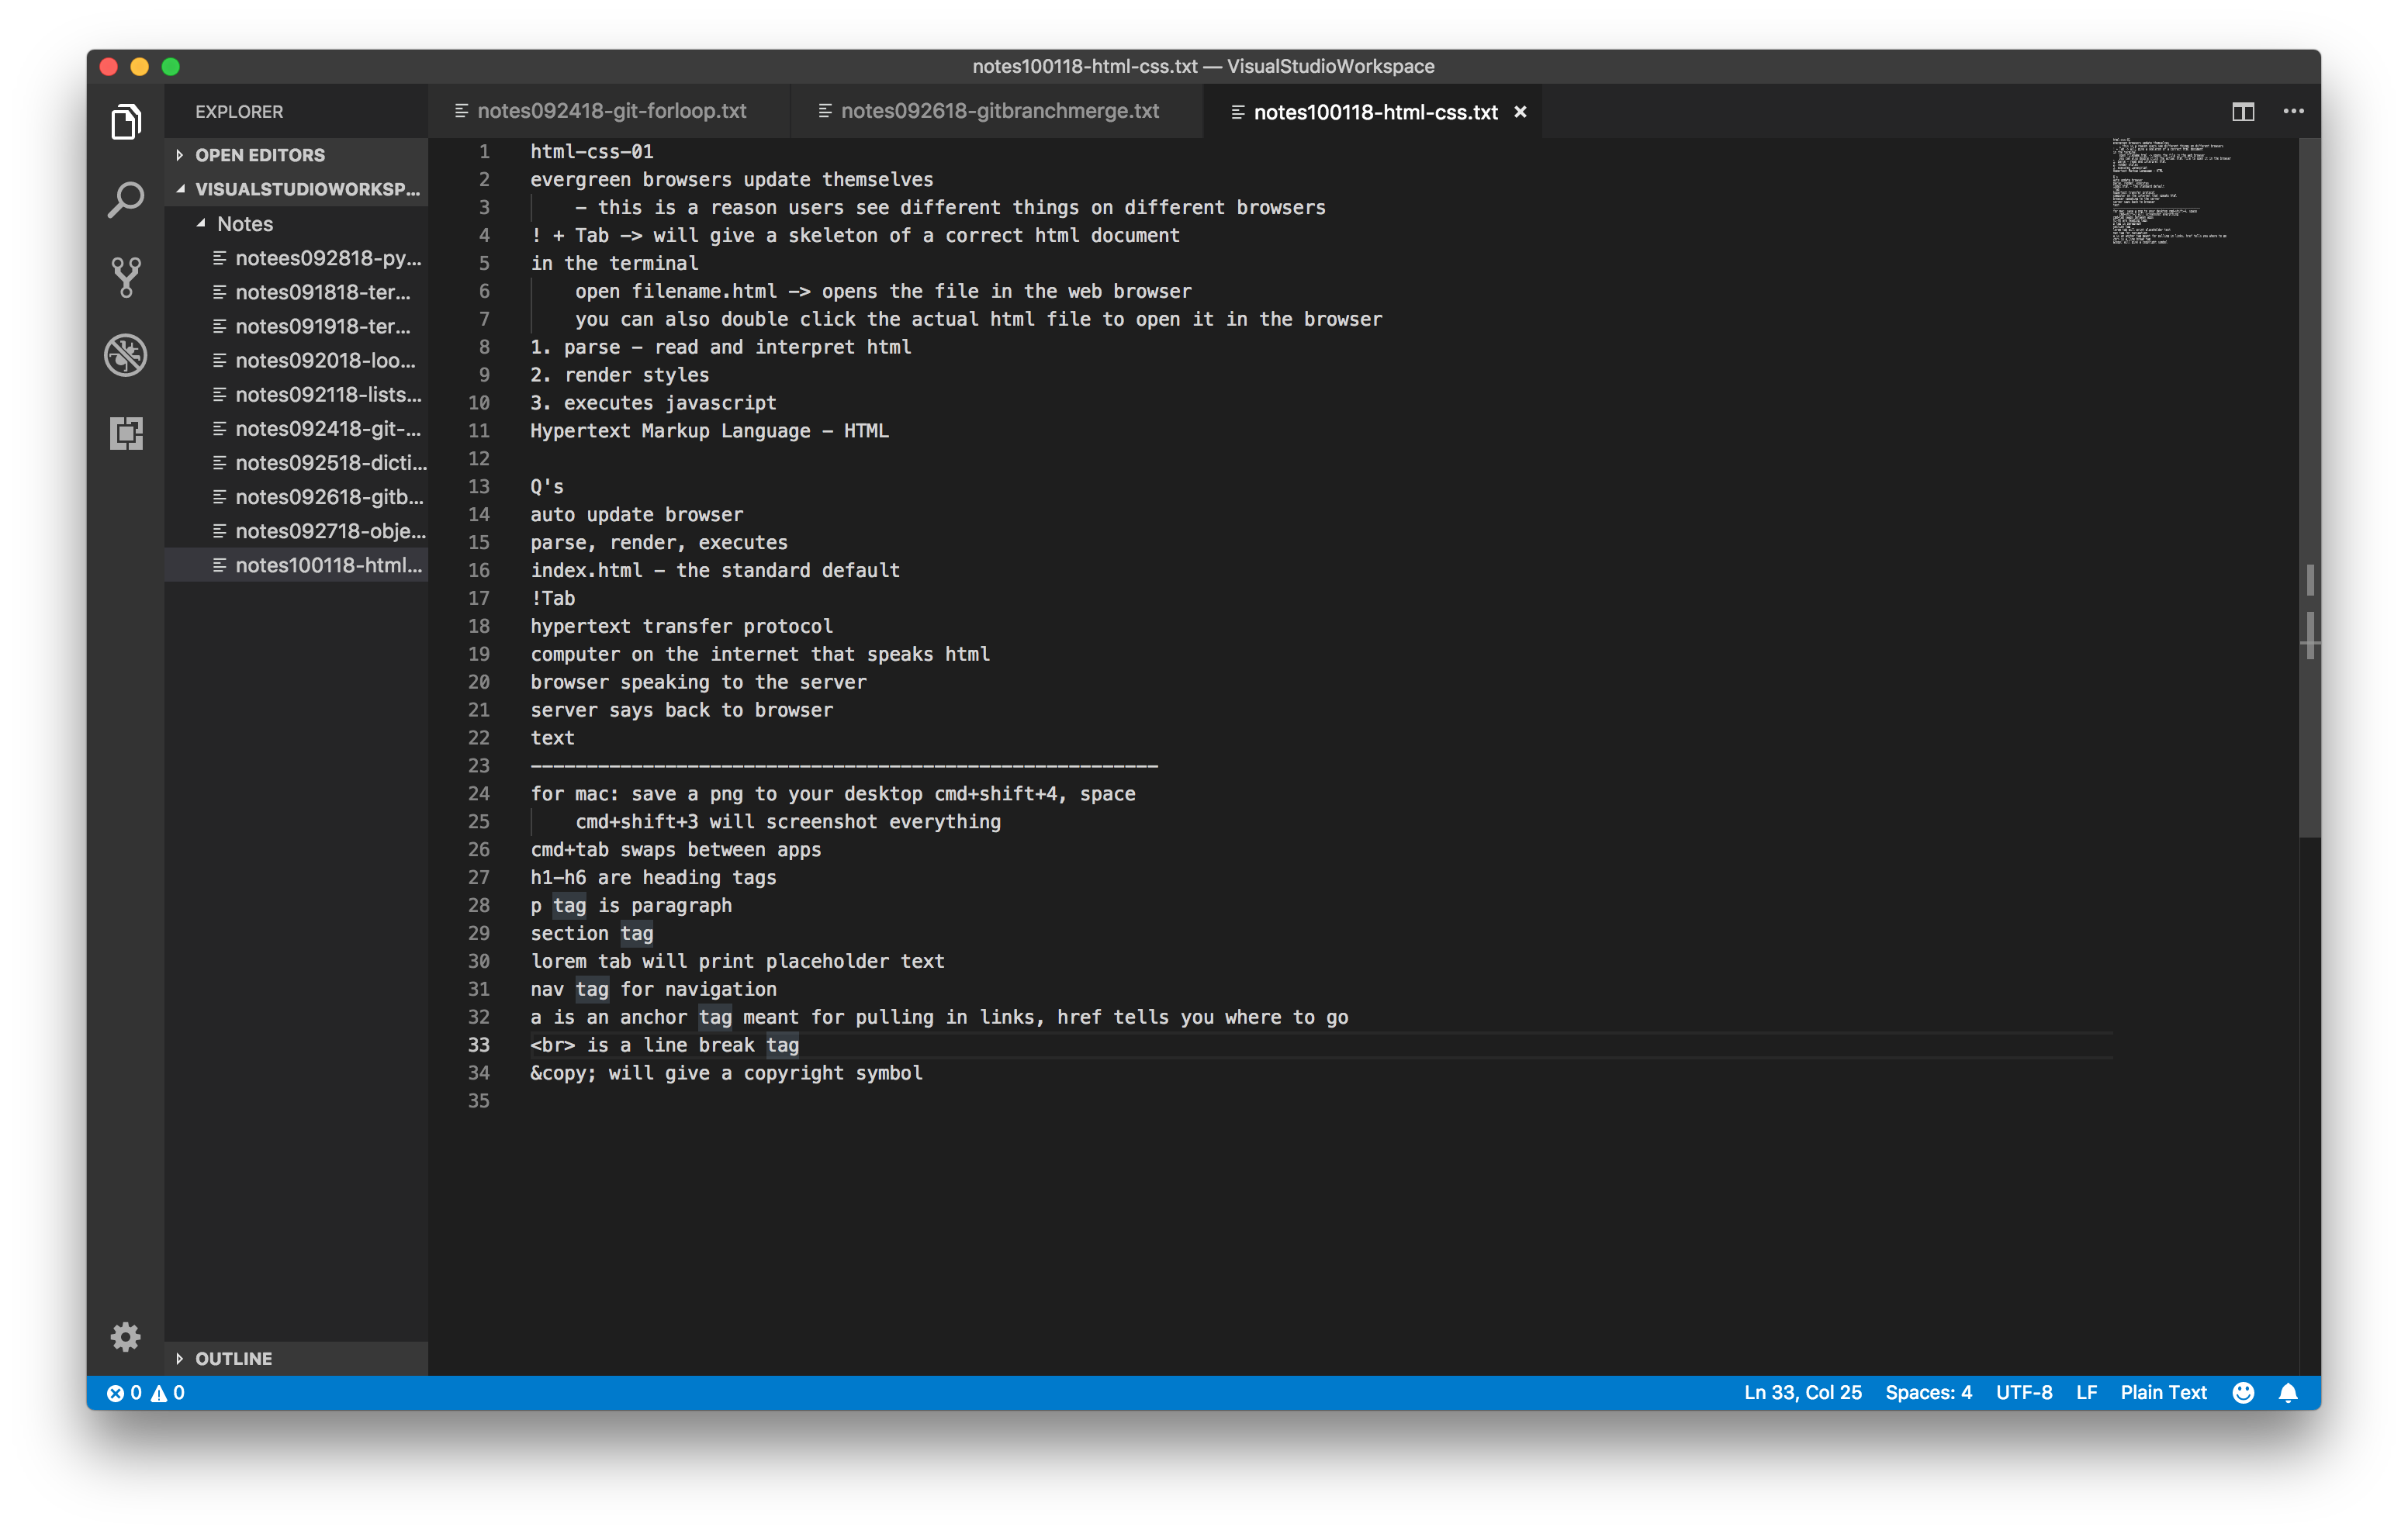 notes100118-html-css.txt — VisualStudioWorkspace
EXPLORER
notes092418-git-forloop.txt
notes092618-gitbranchmerge.txt
notes100118-html-css.txt
OPEN EDITORS
VISUALSTUDIOWORKSP...
Notes
notees092818-py...
notes091818-ter...
notes091918-ter...
notes092018-loo...
notes092118-lists...
notes092418-git-...
notes092518-dicti...
notes092618-gitb...
notes092718-obje...
notes100118-html...
OUTLINE
1 html-css-01
2 evergreen browsers update themselves
3 - this is a reason users see different things on different browsers
4 ! + Tab -> will give a skeleton of a correct html document
5 in the terminal
6 open filename.html -> opens the file in the web browser
7 you can also double click the actual html file to open it in the browser
8 1. parse - read and interpret html
9 2. render styles
10 3. executes javascript
11 Hypertext Markup Language - HTML
12
13 Q's
14 auto update browser
15 parse, render, executes
16 index.html - the standard default
17 !Tab
18 hypertext transfer protocol
19 computer on the internet that speaks html
20 browser speaking to the server
21 server says back to browser
22 text
23 --------------------------------------------------------
24 for mac: save a png to your desktop cmd+shift+4, space
25 cmd+shift+3 will screenshot everything
26 cmd+tab swaps between apps
27 h1-h6 are heading tags
28 p tag is paragraph
29 section tag
30 lorem tab will print placeholder text
31 nav tag for navigation
32 a is an anchor tag meant for pulling in links, href tells you where to go
33 <br> is a line break tag
34 &copy; will give a copyright symbol
35
0 0
Ln 33, Col 25 Spaces: 4 UTF-8 LF Plain Text